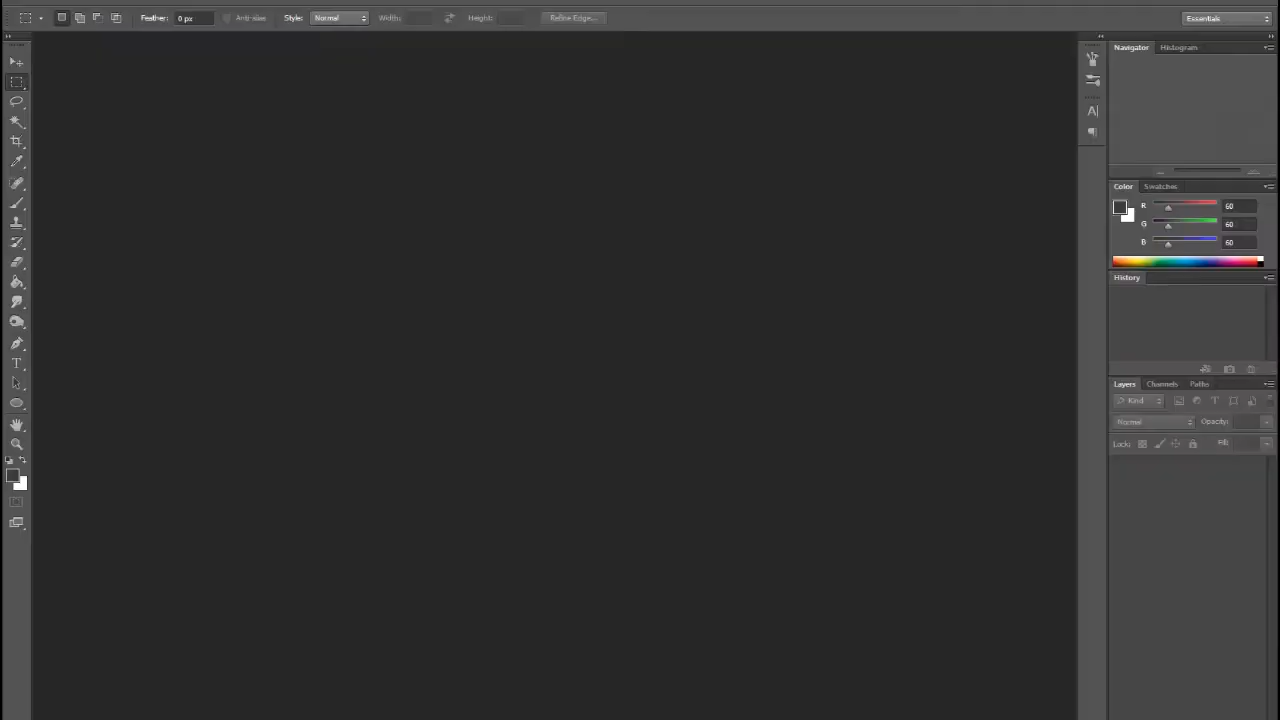 Feather: 0 px Anti-alias Style: Normal Width: Height: Refine Edge... Essentials
Navigator Histogram
Color Swatches
R 60
G 60
B 60
History
Layers Channels Paths
Kind
Normal Opacity:
Lock: Fill: